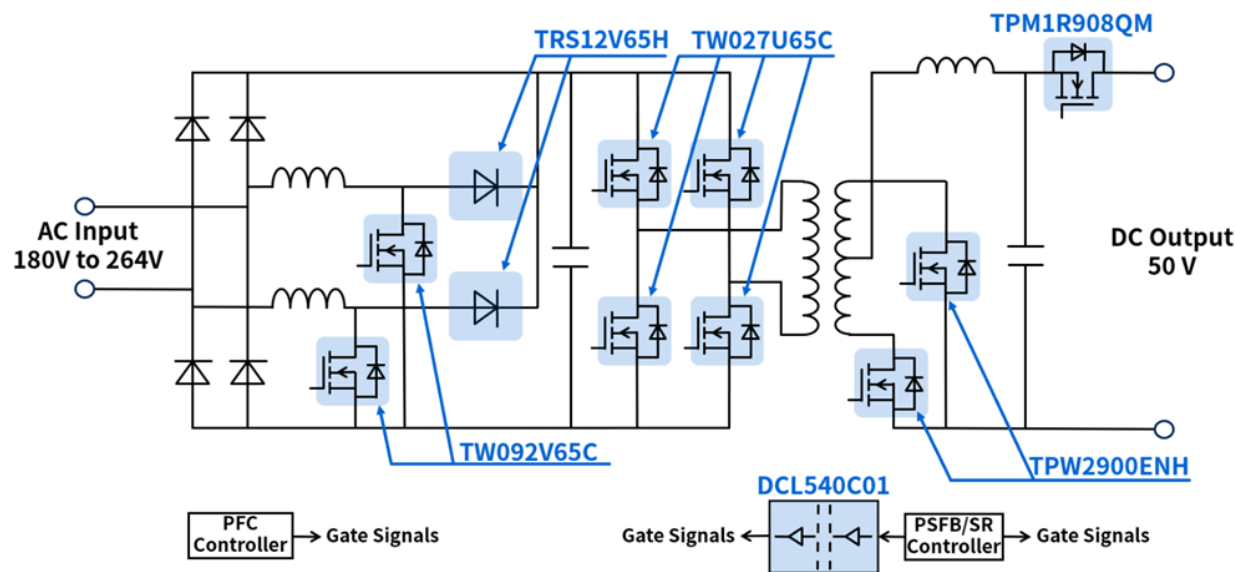 TPM1R908QM
TRS12V65H
TW027U65C
AC Input
180V to 264V
DC Output
50 V
TW092V65C
TPW2900ENH
DCL540C01
PFC
Controller
Gate Signals
Gate Signals
PSFB/SR
Controller
Gate Signals